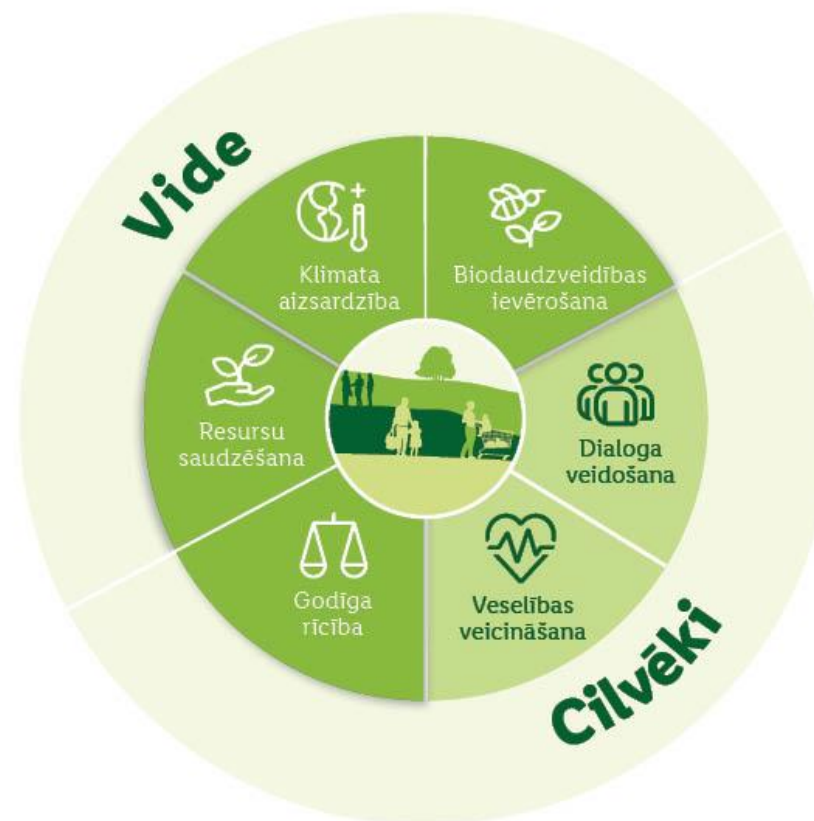 Vide
Klimata
aizsardzība
Biodaudzveidības
ievērošana
Resursu
saudzēšana
Dialoga
veidošana
Godīga
rīcība
Veselības
veicināšana
Cilvēki